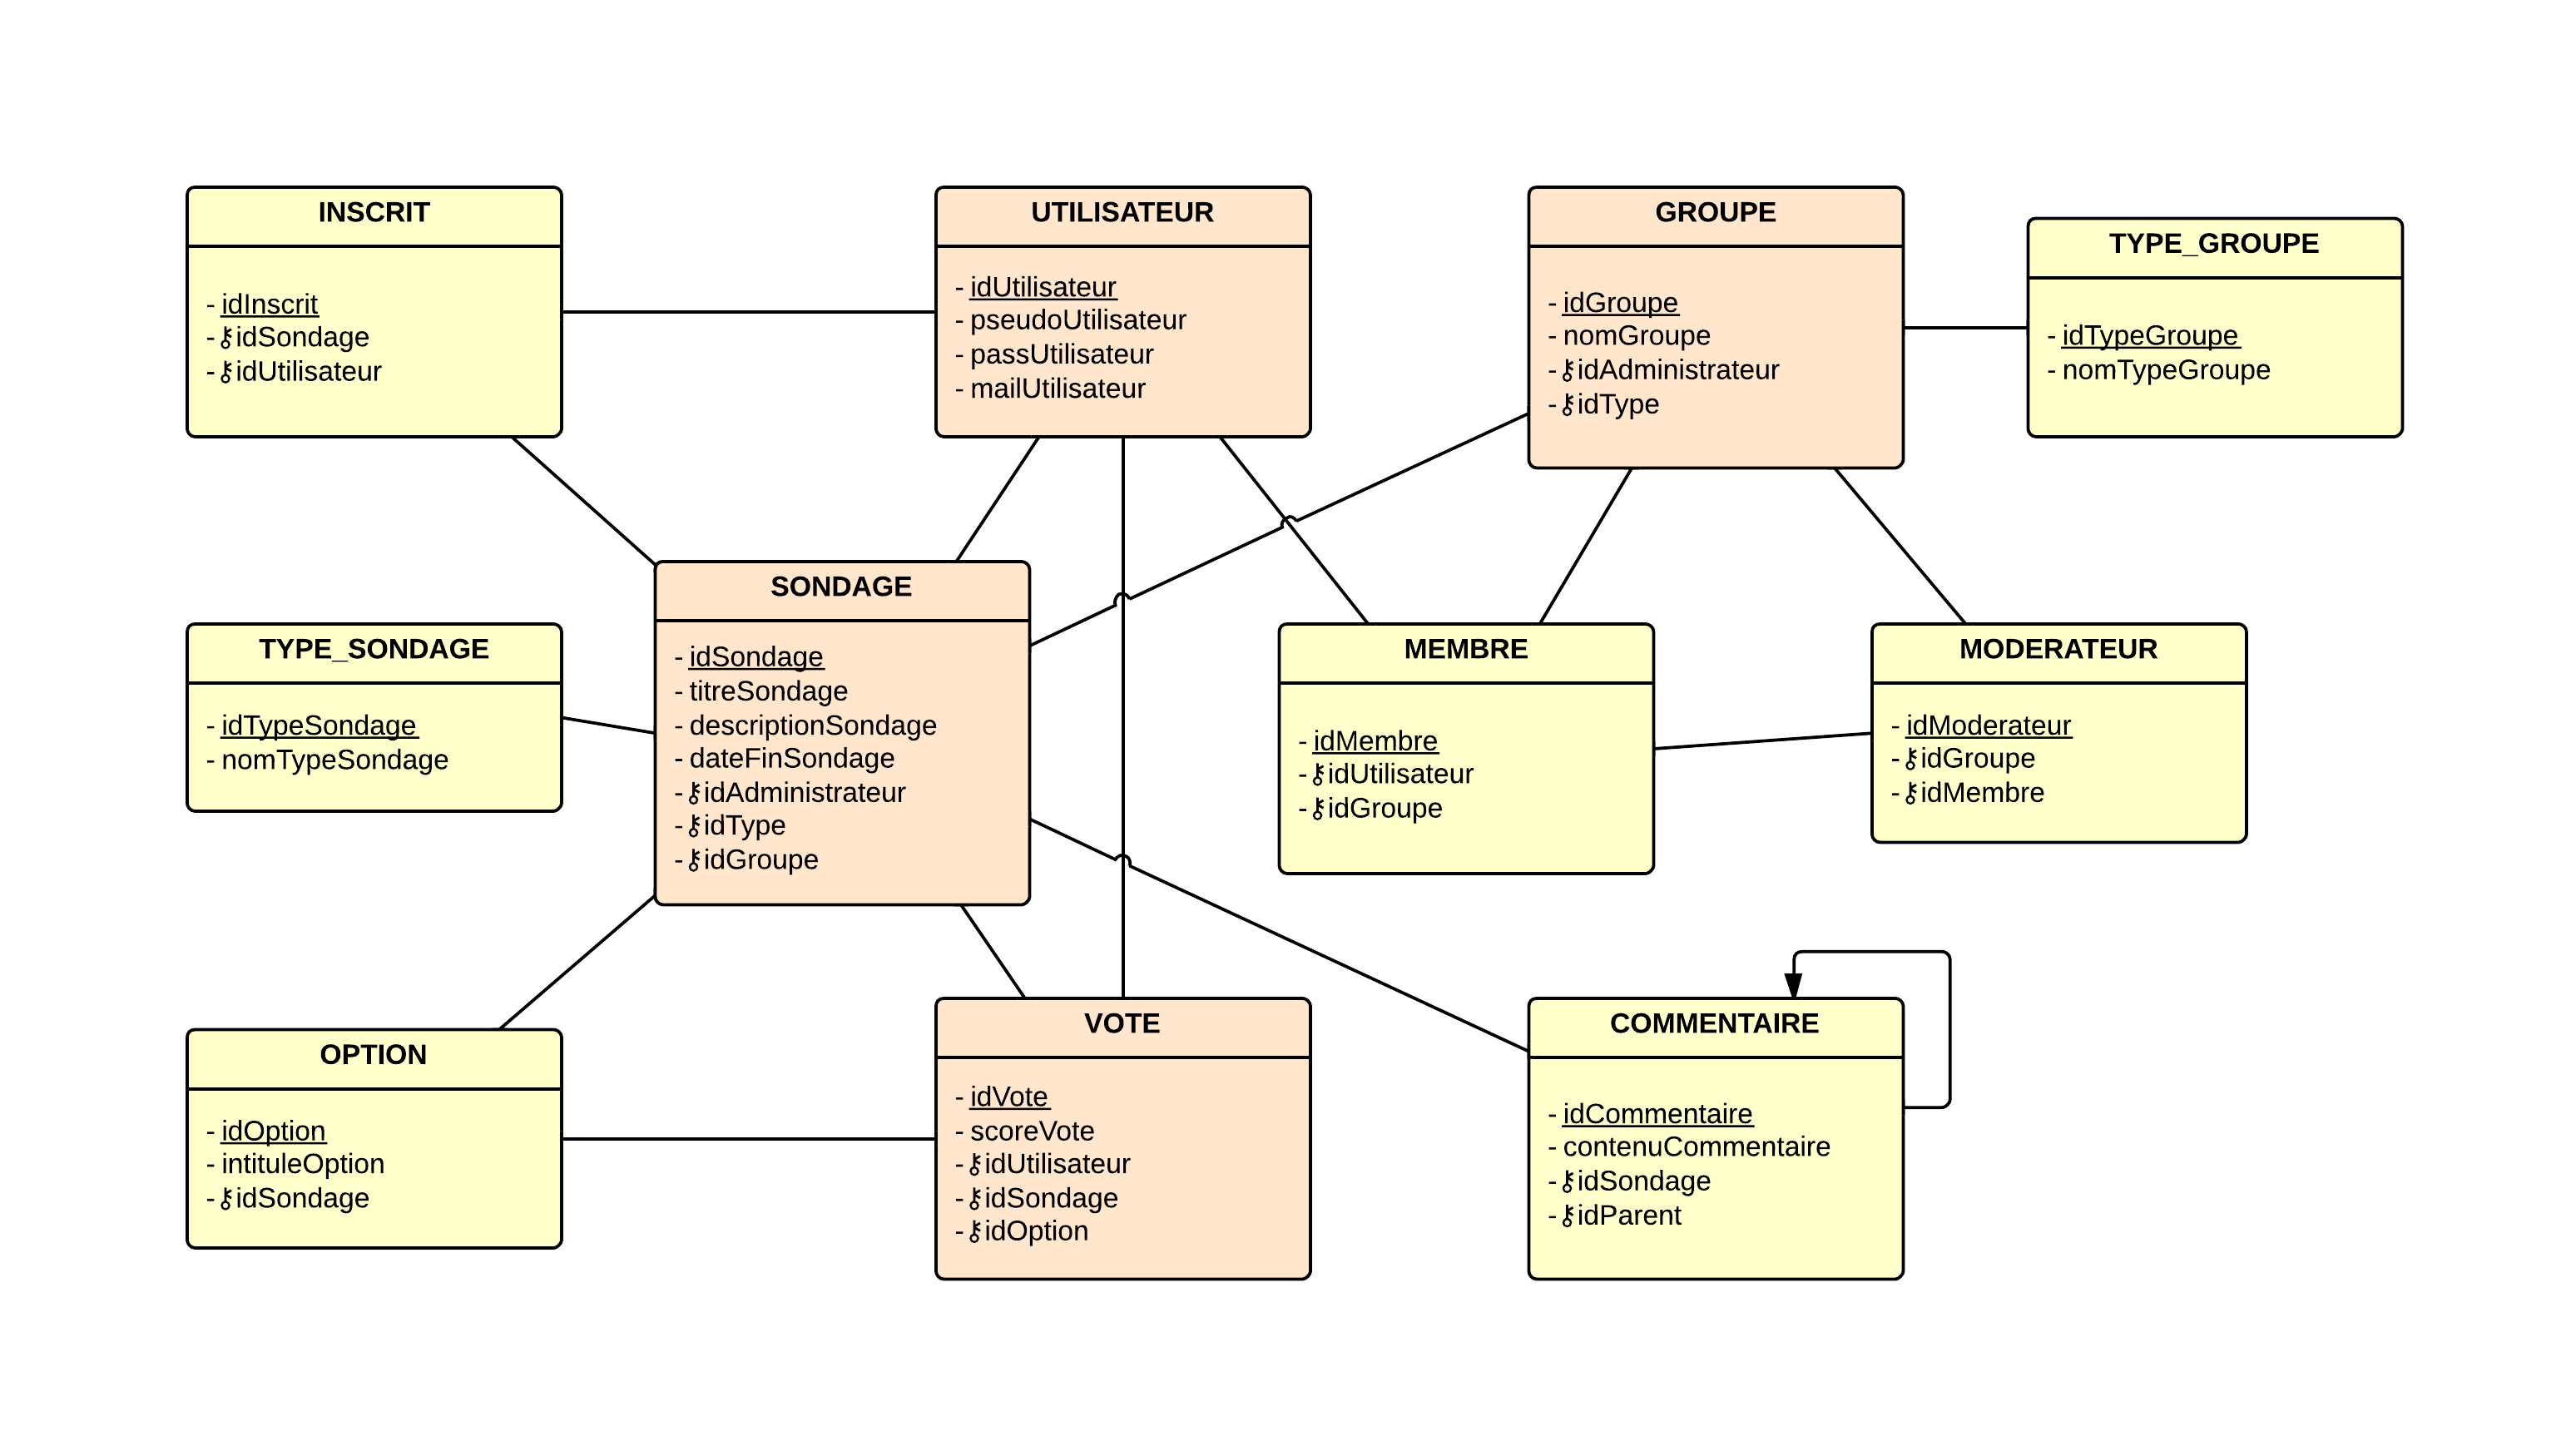 INSCRIT
- idInscrit
- idSondage
- idUtilisateur
UTILISATEUR
- idUtilisateur
- pseudoUtilisateur
- passUtilisateur
- mailUtilisateur
GROUPE
- idGroupe
- nomGroupe
- idAdministrateur
- idType
TYPE_GROUPE
- idTypeGroupe
- nomTypeGroupe
TYPE_SONDAGE
- idTypeSondage
- nomTypeSondage
SONDAGE
- idSondage
- titreSondage
- descriptionSondage
- dateFinSondage
- idAdministrateur
- idType
- idGroupe
MEMBRE
- idMembre
- idUtilisateur
- idGroupe
MODERATEUR
- idModerateur
- idGroupe
- idMembre
OPTION
- idOption
- intituleOption
- idSondage
VOTE
- idVote
- scoreVote
- idUtilisateur
- idSondage
- idOption
COMMENTAIRE
- idCommentaire
- contenuCommentaire
- idSondage
- idParent